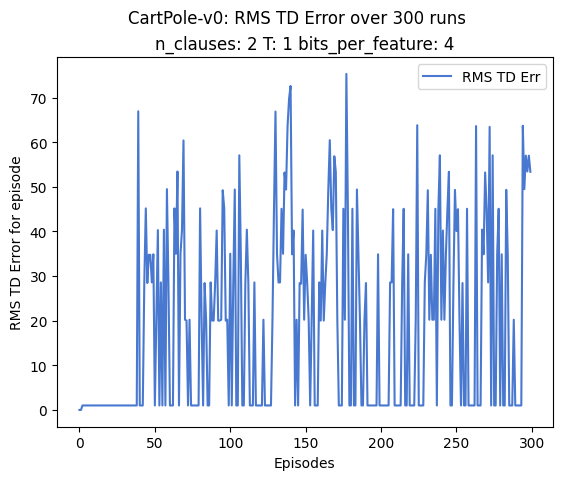 CartPole-v0: RMS TD Error over 300 runs
n_clauses: 2 T: 1 bits_per_feature: 4
RMS TD Err
RMS TD Error for episode
70
60
50
40
30
20
10
0
0 50 100 150 200 250 300
Episodes